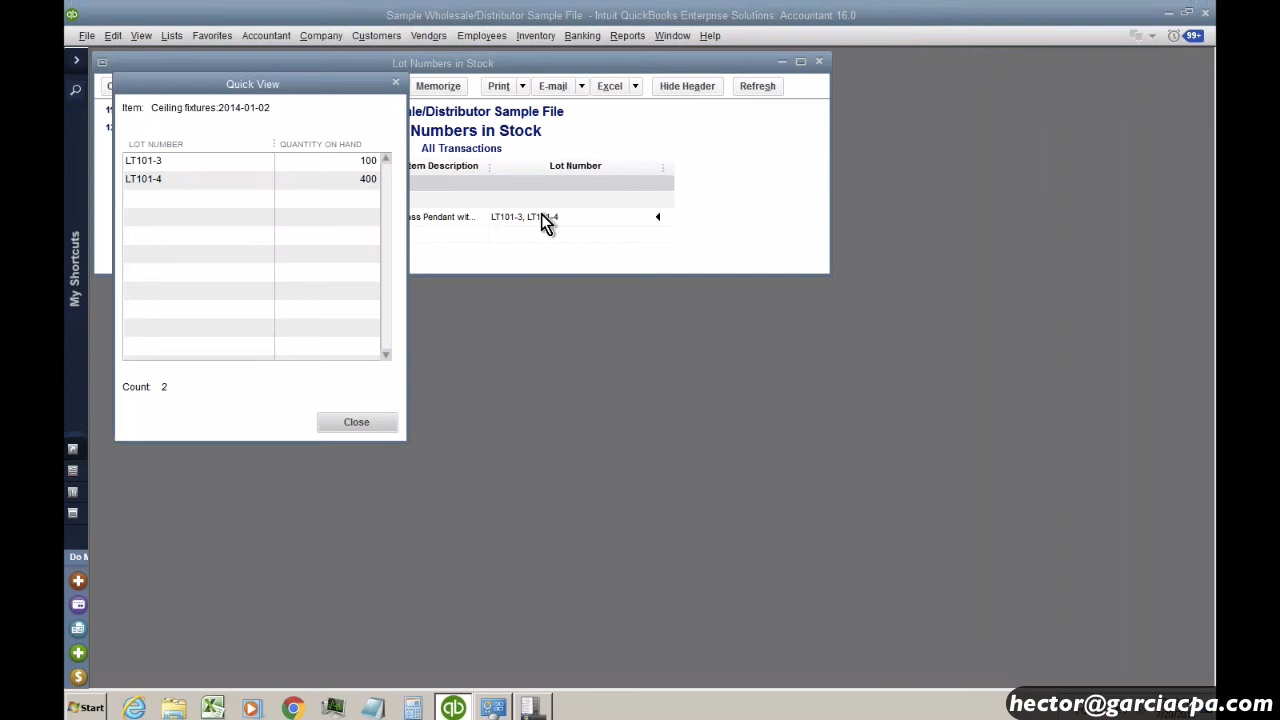 Sample Wholesale/Distributor Sample File - Intuit QuickBooks Enterprise Solutions: Accountant 16.0
File Edit View Lists Favorites Accountant Company Customers Vendors Employees Inventory Banking Reports Window Help
99+
Lot Numbers in Stock
Quick View
Memorize Print E-mail Excel Hide Header Refresh
Item: Ceiling fixtures:2014-01-02
le/Distributor Sample File
Numbers in Stock
All Transactions
LOT NUMBER QUANTITY ON HAND
tem Description Lot Number
LT101-3 100
LT101-4 400
ass Pendant wit... LT101-3, LT101-4
My Shortcuts
Count: 2
Close
Do M
Start
hector@garciacpa.com